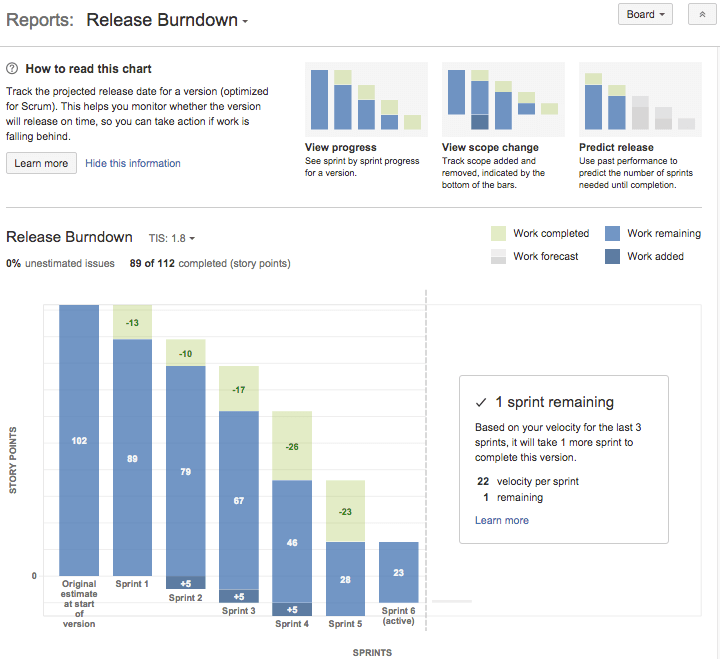 Reports: Release Burndown
Board
How to read this chart
Track the projected release date for a version (optimized
for Scrum). This helps you monitor whether the version
will release on time, so you can take action if work is
falling behind.
Learn more Hide this information
View progress
See sprint by sprint progress
for a version.
View scope change
Track scope added and
removed, indicated by the
bottom of the bars.
Predict release
Use past performance to
predict the number of sprints
needed until completion.
Release Burndown TIS: 1.8
0% unestimated issues 89 of 112 completed (story points)
Work completed Work remaining
Work forecast Work added
STORY POINTS
0
102
Original
estimate
at start
of
version
-13
89
Sprint 1
-10
79
+5
Sprint 2
-17
67
+5
Sprint 3
-26
46
+5
Sprint 4
-23
28
Sprint 5
23
Sprint 6
(active)
SPRINTS
1 sprint remaining
Based on your velocity for the last 3
sprints, it will take 1 more sprint to
complete this version.
22 velocity per sprint
1 remaining
Learn more